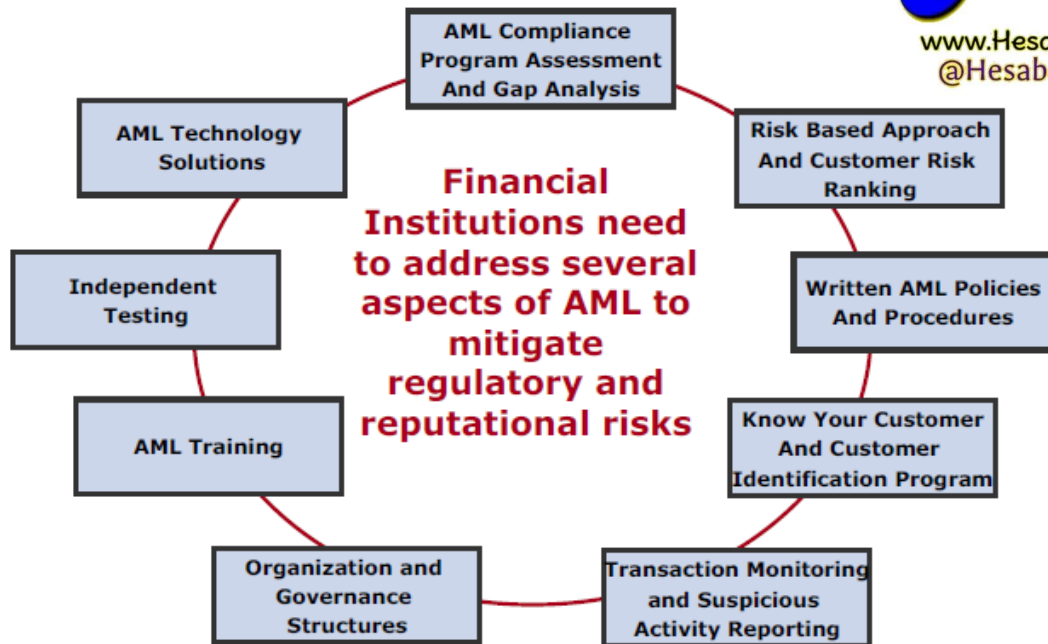 AML Compliance
Program Assessment
And Gap Analysis
www.Hesa
@Hesab
Risk Based Approach
And Customer Risk
Ranking
Written AML Policies
And Procedures
Know Your Customer
And Customer
Identification Program
Transaction Monitoring
and Suspicious
Activity Reporting
Organization and
Governance
Structures
AML Training
Independent
Testing
AML Technology
Solutions
Financial
Institutions need
to address several
aspects of AML to
mitigate
regulatory and
reputational risks